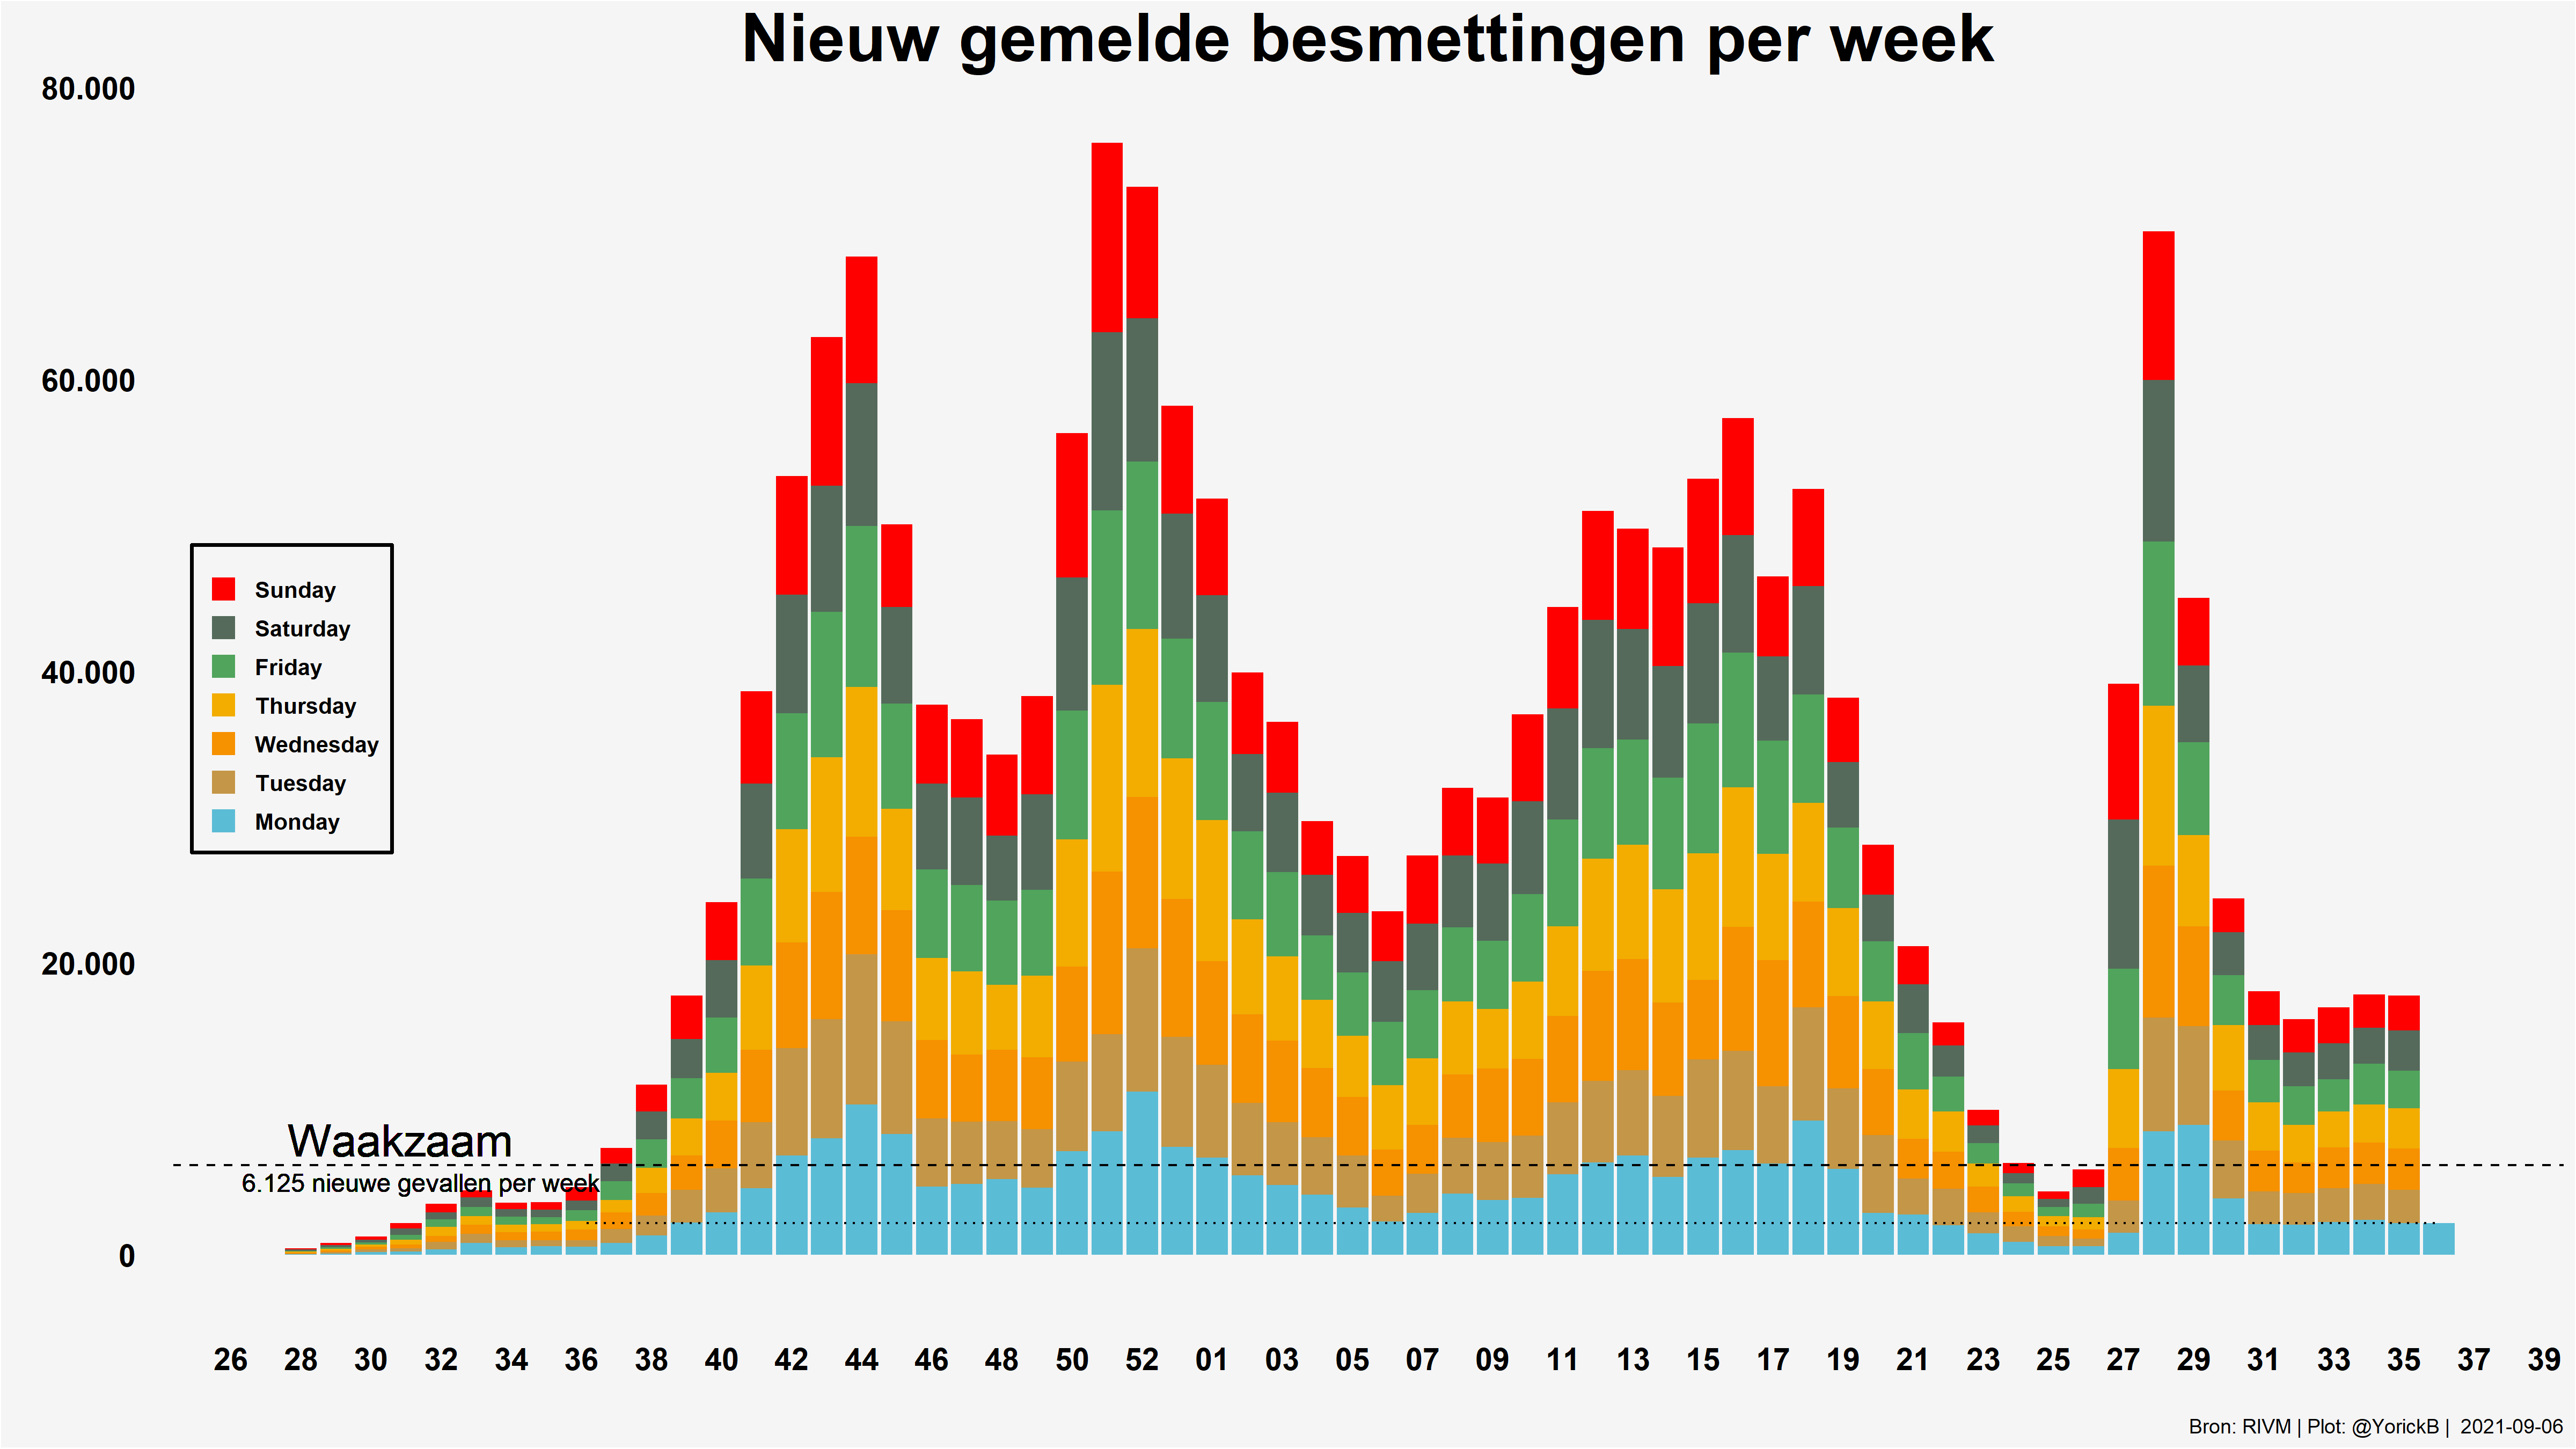 Nieuw gemelde besmettingen per week
80.000
60.000
40.000
20.000
0
Sunday
Saturday
Friday
Thursday
Wednesday
Tuesday
Monday
Waakzaam
6.125 nieuwe gevallen per week
26 28 30 32 34 36 38 40 42 44 46 48 50 52 01 03 05 07 09 11 13 15 17 19 21 23 25 27 29 31 33 35 37 39
Bron: RIVM | Plot: @YorickB | 2021-09-06